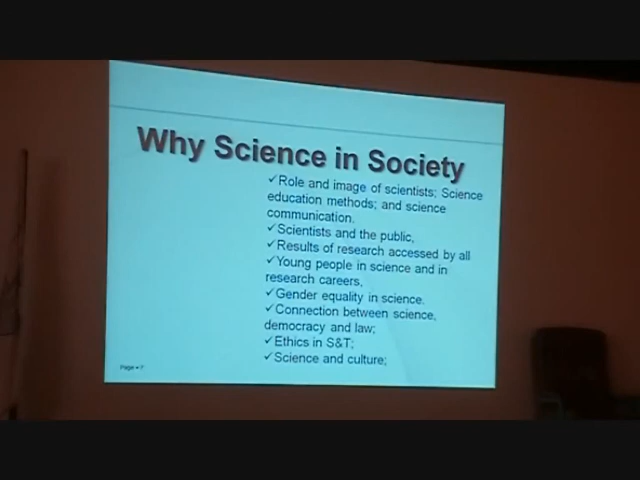 Why Science in Society
✓Role and image of scientists; Science
education methods; and science
communication.
✓Scientists and the public,
✓Results of research accessed by all
✓Young people in science and in
research careers,
✓Gender equality in science.
✓Connection between science,
democracy and law;
✓Ethics in S&T;
✓Science and culture;
Page ▪ 7